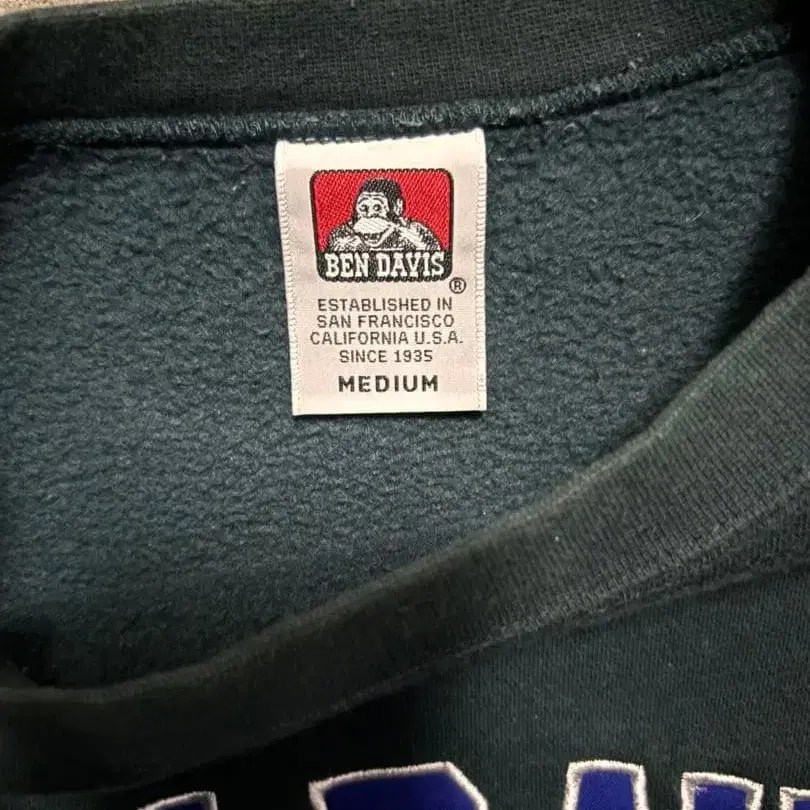 BEN DAVIS
®
ESTABLISHED IN
SAN FRANCISCO
CALIFORNIA U.S.A.
SINCE 1935
MEDIUM